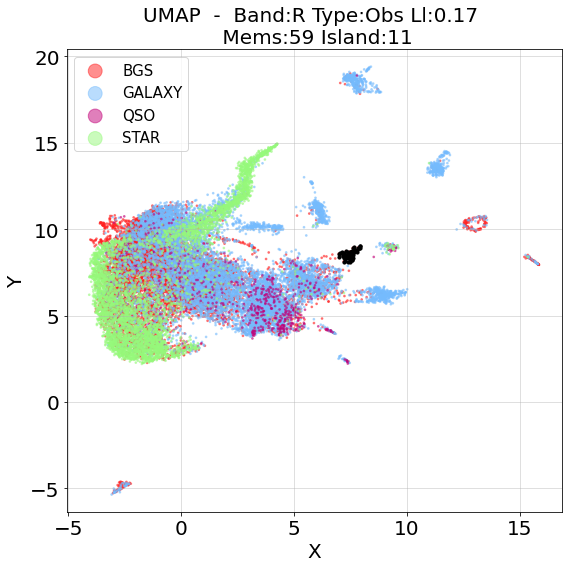 UMAP  -  Band:R Type:Obs Ll:0.17
Mems:59 Island:11
BGS
GALAXY
QSO
STAR
20
15
10
5
0
−5
Y
−5
0
5
10
15
X